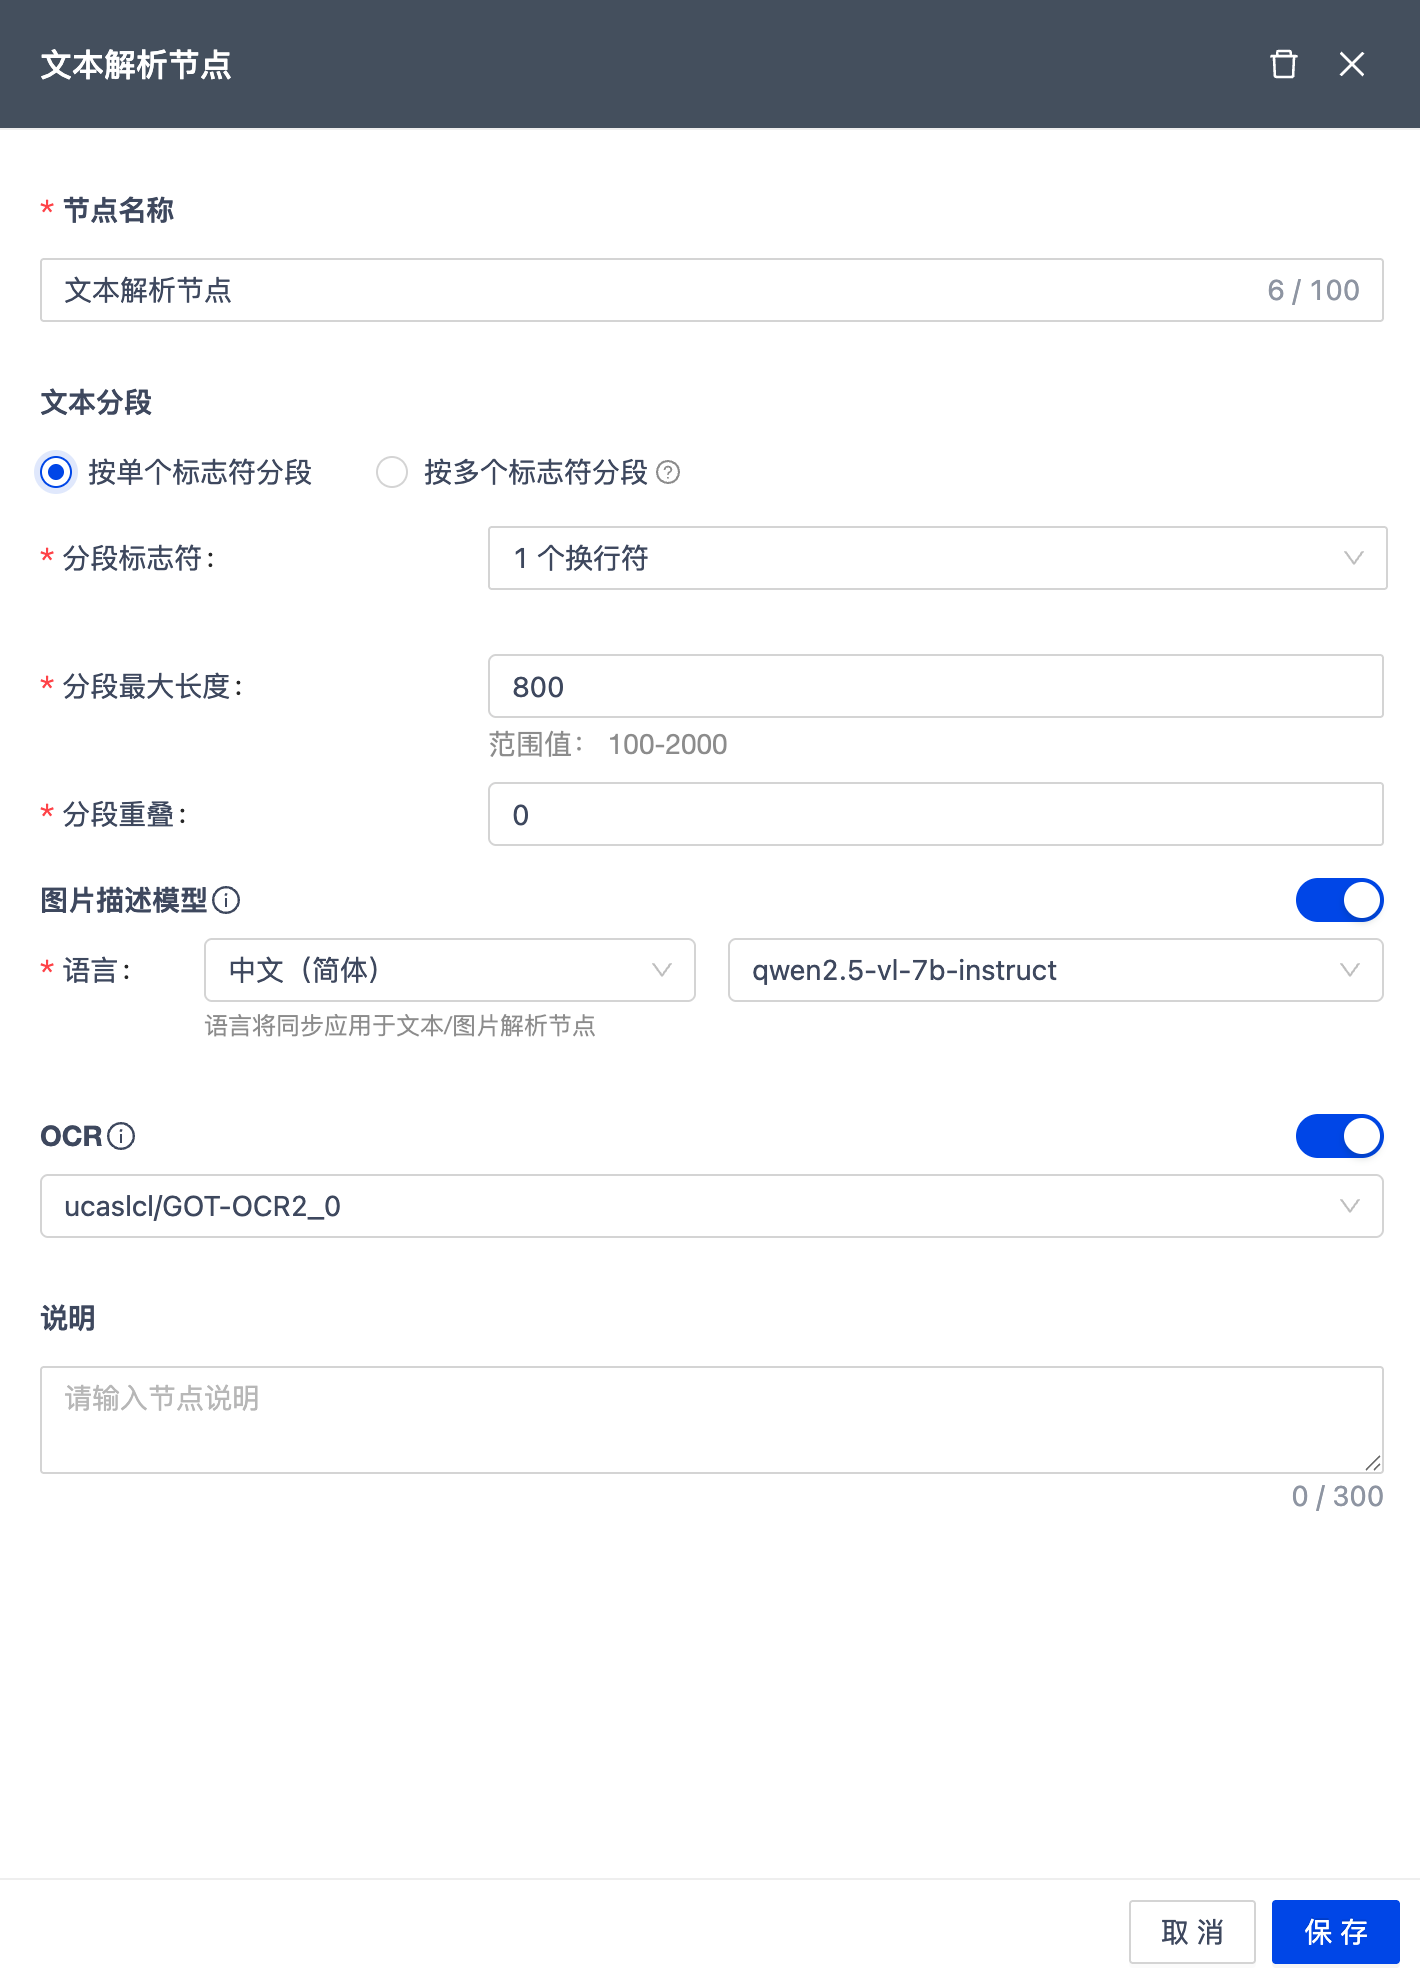 文本解析节点
* 节点名称
文本解析节点 6 / 100
文本分段
按单个标志符分段 按多个标志符分段
* 分段标志符: 1 个换行符
* 分段最大长度: 800
范围值: 100-2000
* 分段重叠: 0
图片描述模型
* 语言: 中文（简体） qwen2.5-vl-7b-instruct
语言将同步应用于文本/图片解析节点
OCR
ucaslcl/GOT-OCR2_0
说明
请输入节点说明
0 / 300
取 消 保 存